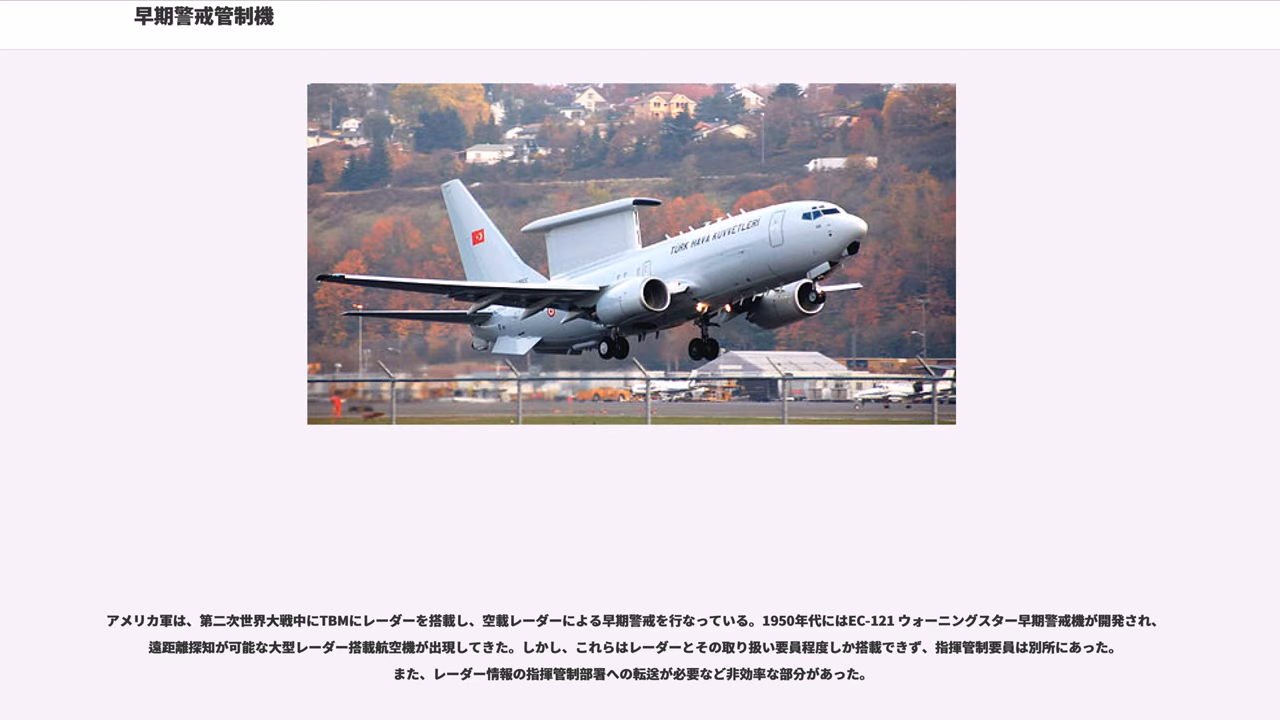 早期警戒管制機
TÜRK HAVA KUVVETLERİ
アメリカ軍は、第二次世界大戦中にTBMにレーダーを搭載し、空載レーダーによる早期警戒を行なっている。1950年代にはEC-121 ウォーニングスター早期警戒機が開発され、
遠距離探知が可能な大型レーダー搭載航空機が出現してきた。しかし、これらはレーダーとその取り扱い要員程度しか搭載できず、指揮管制要員は別所にあった。
また、レーダー情報の指揮管制部署への転送が必要など非効率な部分があった。